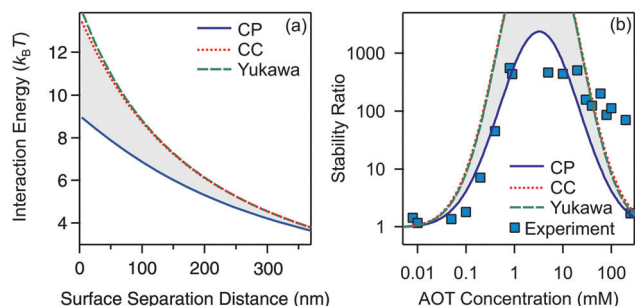 (a)
CP
CC
Yukawa
12
10
8
6
4
Interaction Energy (kBT)
0
100
200
300
Surface Separation Distance (nm)
(b)
1000
100
10
1
Stability Ratio
CP
CC
Yukawa
Experiment
0.01
0.1
1
10
100
AOT Concentration (mM)